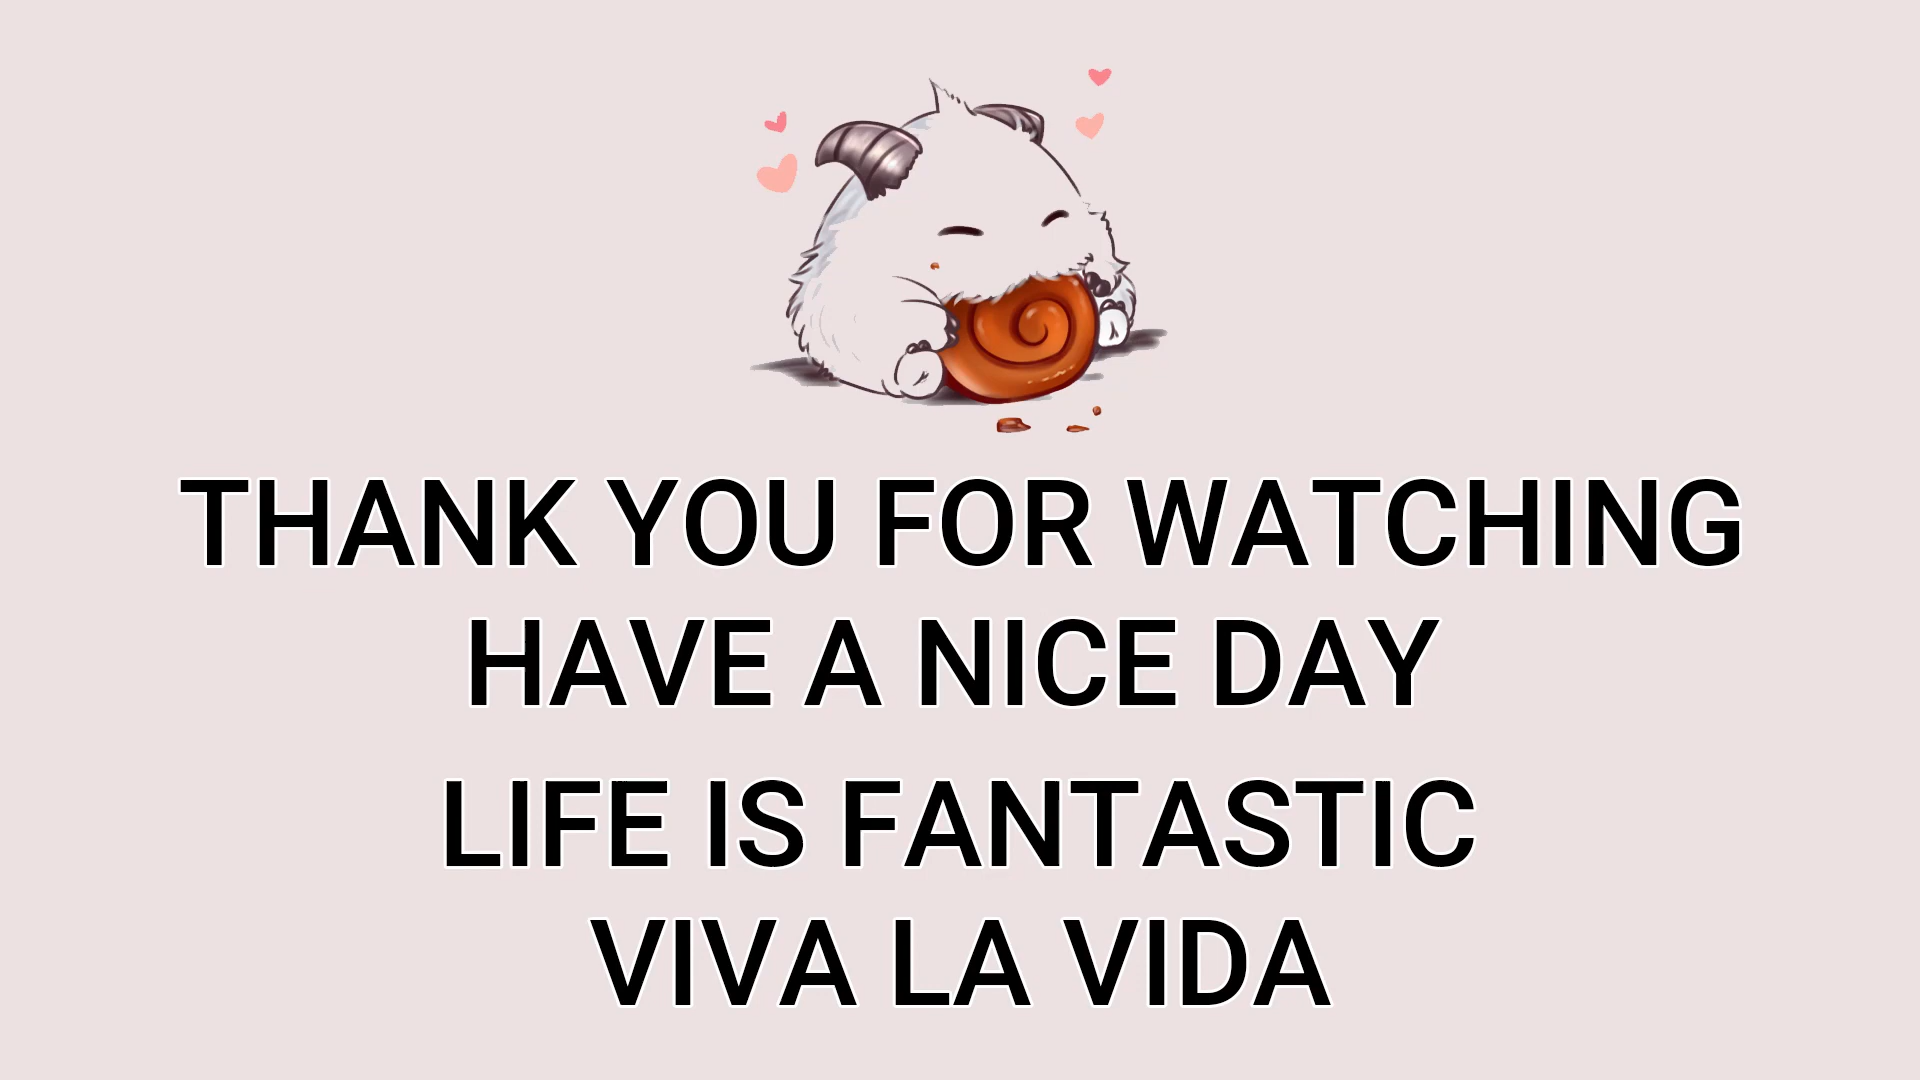 THANK YOU FOR WATCHING
HAVE A NICE DAY
LIFE IS FANTASTIC
VIVA LA VIDA